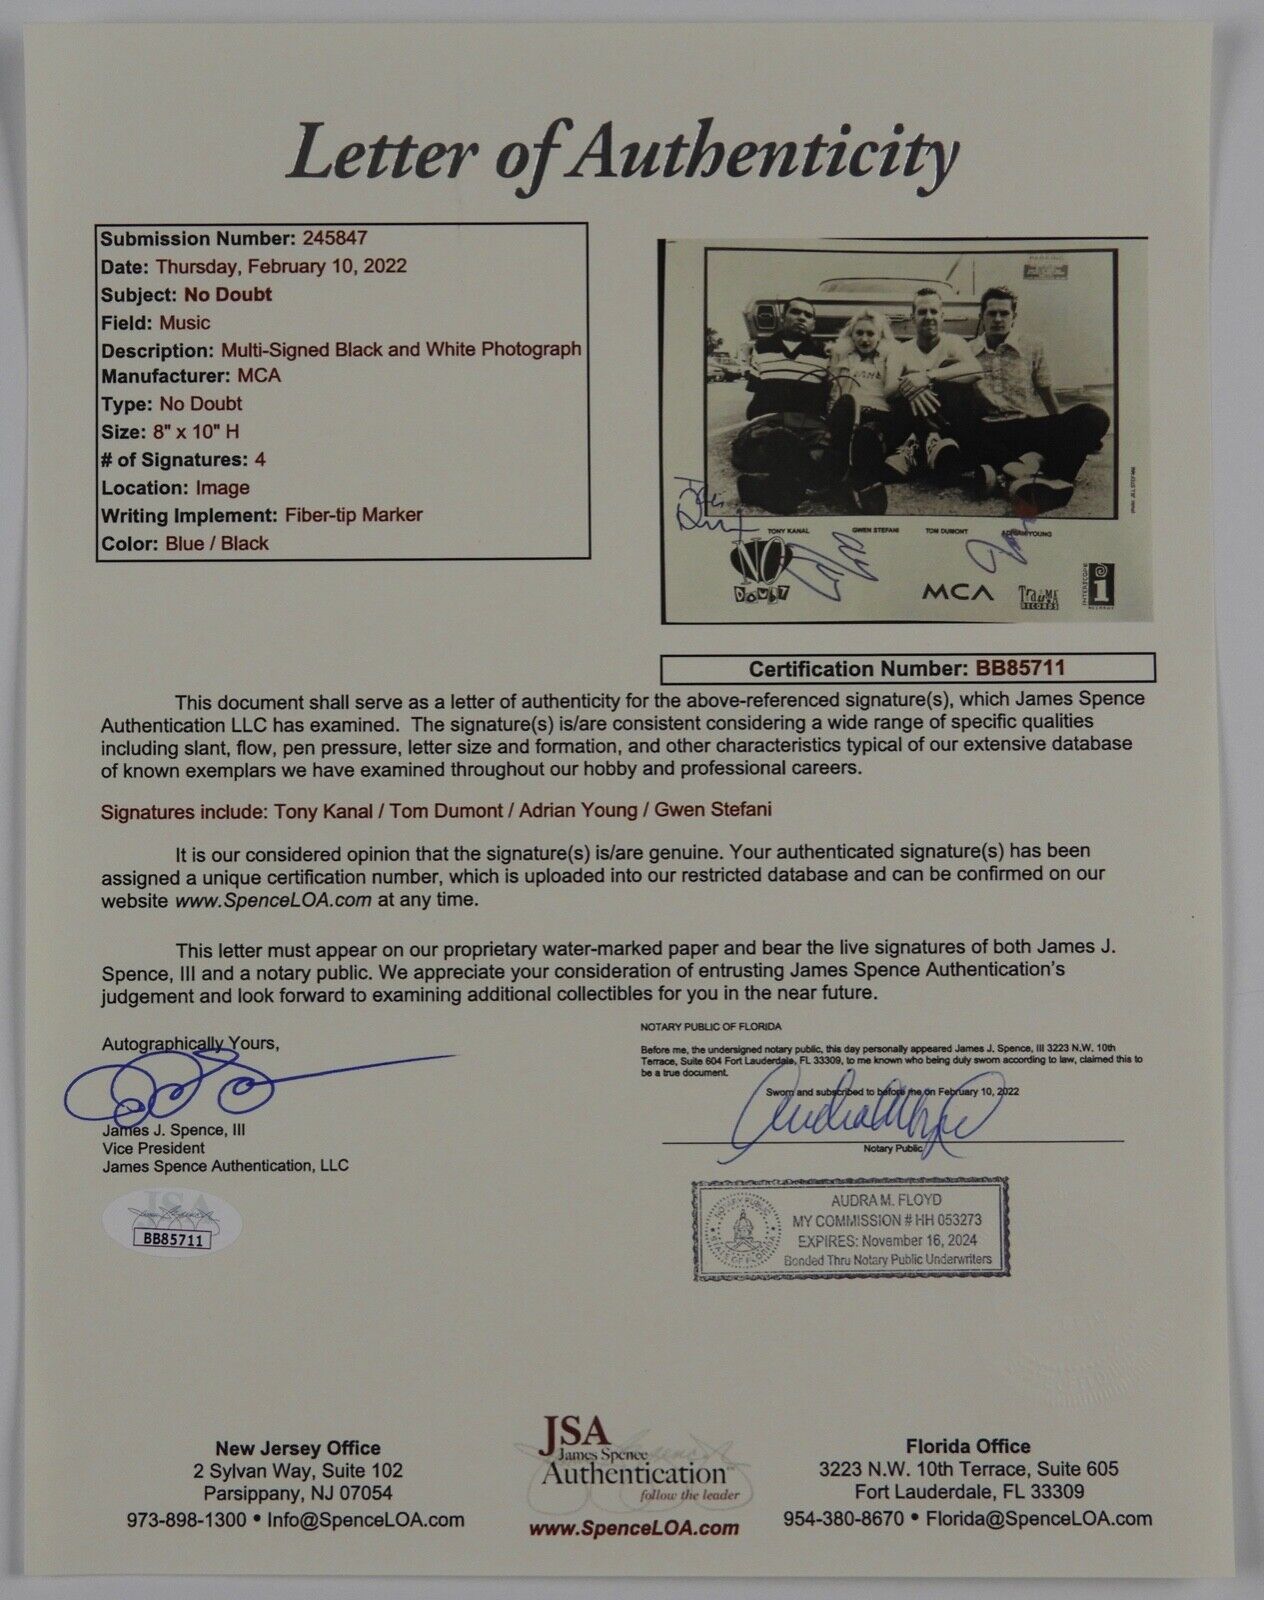 Letter of Authenticity
Submission Number: 245847
Date: Thursday, February 10, 2022
Subject: No Doubt
Field: Music
Description: Multi-Signed Black and White Photograph
Manufacturer: MCA
Type: No Doubt
Size: 8" x 10" H
# of Signatures: 4
Location: Image
Writing Implement: Fiber-tip Marker
Color: Blue / Black
TONY KANAL GWEN STEFANI TOM DUMONT ADRIAN YOUNG
NO
DOUBT
MCA
TRAUMA
RECORDS
INTERSCOPE
RECORDS
i
Certification Number: BB85711
This document shall serve as a letter of authenticity for the above-referenced signature(s), which James Spence
Authentication LLC has examined. The signature(s) is/are consistent considering a wide range of specific qualities
including slant, flow, pen pressure, letter size and formation, and other characteristics typical of our extensive database
of known exemplars we have examined throughout our hobby and professional careers.
Signatures include: Tony Kanal / Tom Dumont / Adrian Young / Gwen Stefani
It is our considered opinion that the signature(s) is/are genuine. Your authenticated signature(s) has been
assigned a unique certification number, which is uploaded into our restricted database and can be confirmed on our
website www.SpenceLOA.com at any time.
This letter must appear on our proprietary water-marked paper and bear the live signatures of both James J.
Spence, III and a notary public. We appreciate your consideration of entrusting James Spence Authentication's
judgement and look forward to examining additional collectibles for you in the near future.
Autographically Yours,
James J. Spence, III
Vice President
James Spence Authentication, LLC
JSA
BB85711
NOTARY PUBLIC OF FLORIDA
Before me, the undersigned notary public, this day personally appeared James J. Spence, III 3223 N.W. 10th
Terrace, Suite 604 Fort Lauderdale, FL 33309, to me known who being duly sworn according to law, claimed this to
be a true document.
Sworn and subscribed to before me on February 10, 2022
Notary Public
NOTARY PUBLIC
STATE OF FLORIDA
AUDRA M. FLOYD
MY COMMISSION # HH 053273
EXPIRES: November 16, 2024
Bonded Thru Notary Public Underwriters
New Jersey Office
2 Sylvan Way, Suite 102
Parsippany, NJ 07054
973-898-1300 • Info@SpenceLOA.com
JSA
James Spence
Authentication™
follow the leader
www.SpenceLOA.com
Florida Office
3223 N.W. 10th Terrace, Suite 605
Fort Lauderdale, FL 33309
954-380-8670 • Florida@SpenceLOA.com